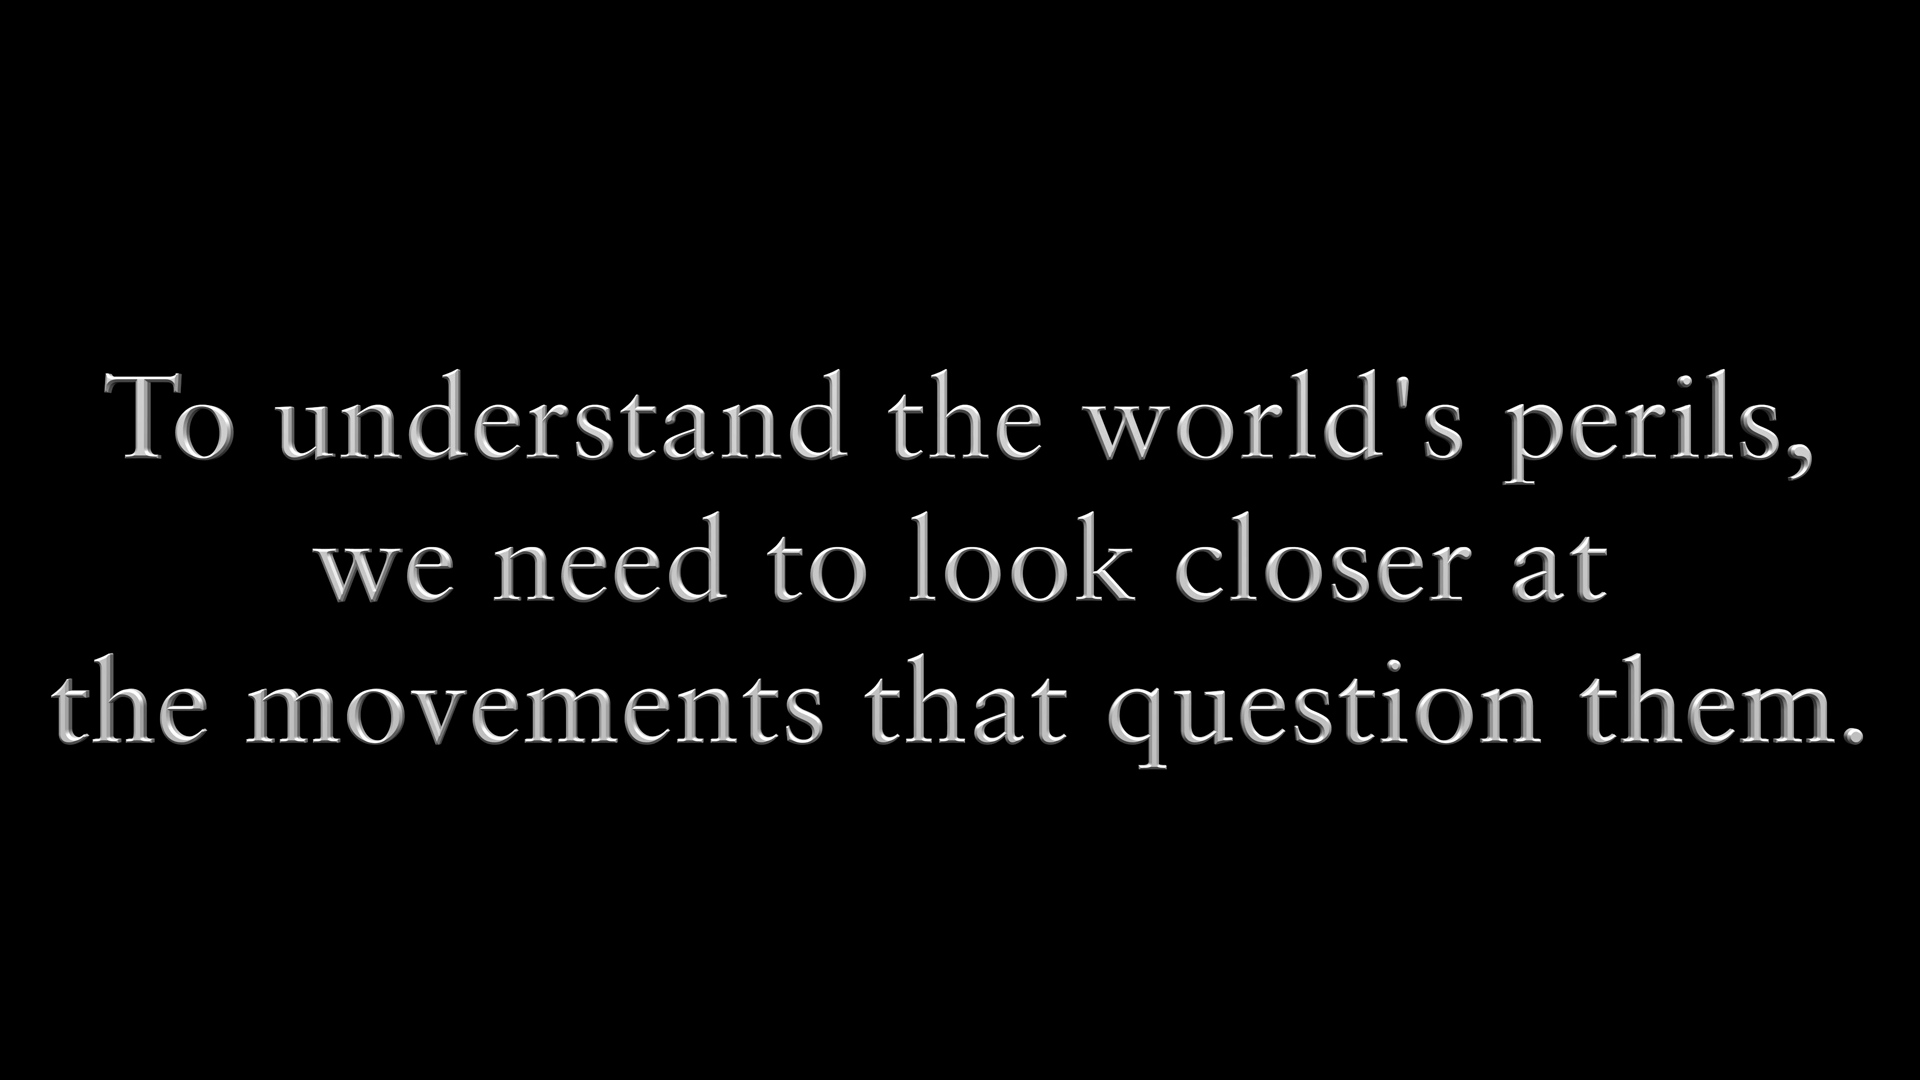 To understand the world's perils,
we need to look closer at
the movements that question them.